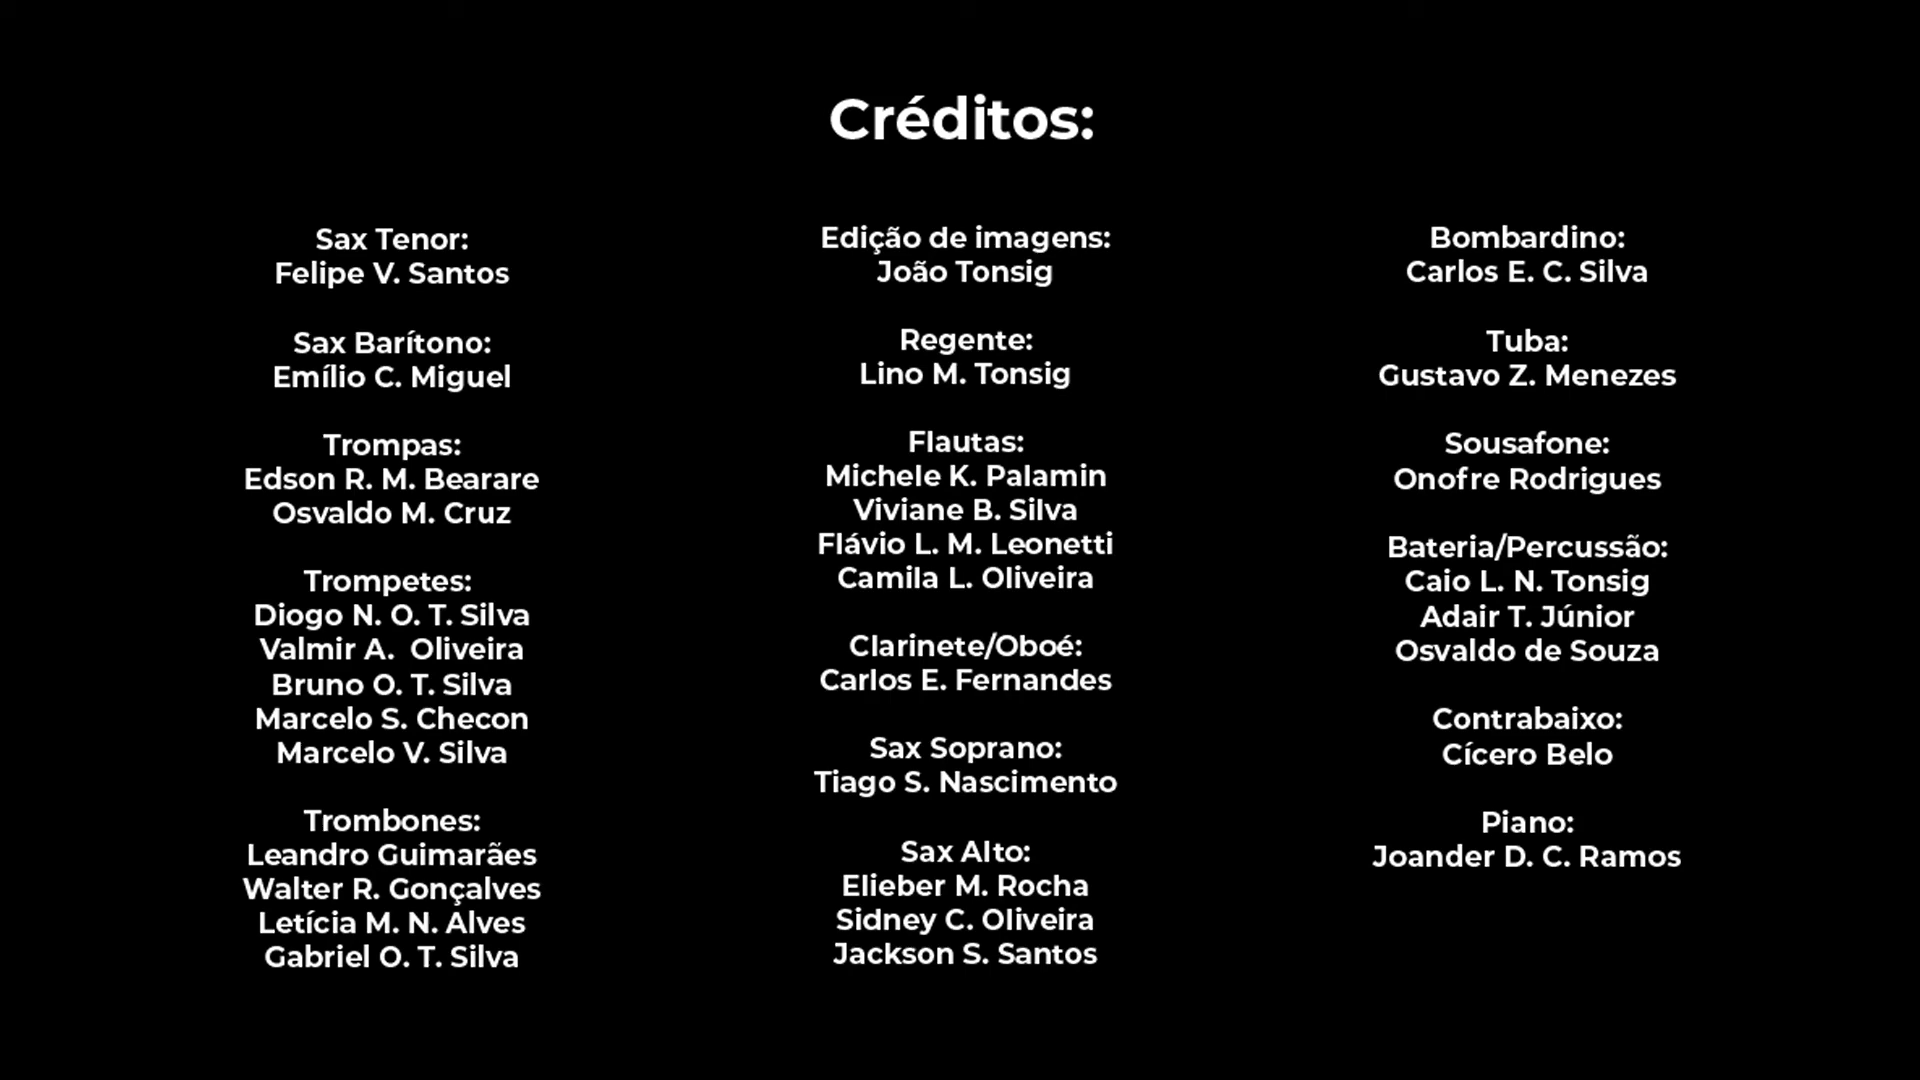 Créditos:
Sax Tenor:
Felipe V. Santos
Sax Barítono:
Emílio C. Miguel
Trompas:
Edson R. M. Bearare
Osvaldo M. Cruz
Trompetes:
Diogo N. O. T. Silva
Valmir A.  Oliveira
Bruno O. T. Silva
Marcelo S. Checon
Marcelo V. Silva
Trombones:
Leandro Guimarães
Walter R. Gonçalves
Letícia M. N. Alves
Gabriel O. T. Silva
Edição de imagens:
João Tonsig
Regente:
Lino M. Tonsig
Flautas:
Michele K. Palamin
Viviane B. Silva
Flávio L. M. Leonetti
Camila L. Oliveira
Clarinete/Oboé:
Carlos E. Fernandes
Sax Soprano:
Tiago S. Nascimento
Sax Alto:
Elieber M. Rocha
Sidney C. Oliveira
Jackson S. Santos
Bombardino:
Carlos E. C. Silva
Tuba:
Gustavo Z. Menezes
Sousafone:
Onofre Rodrigues
Bateria/Percussão:
Caio L. N. Tonsig
Adair T. Júnior
Osvaldo de Souza
Contrabaixo:
Cícero Belo
Piano:
Joander D. C. Ramos